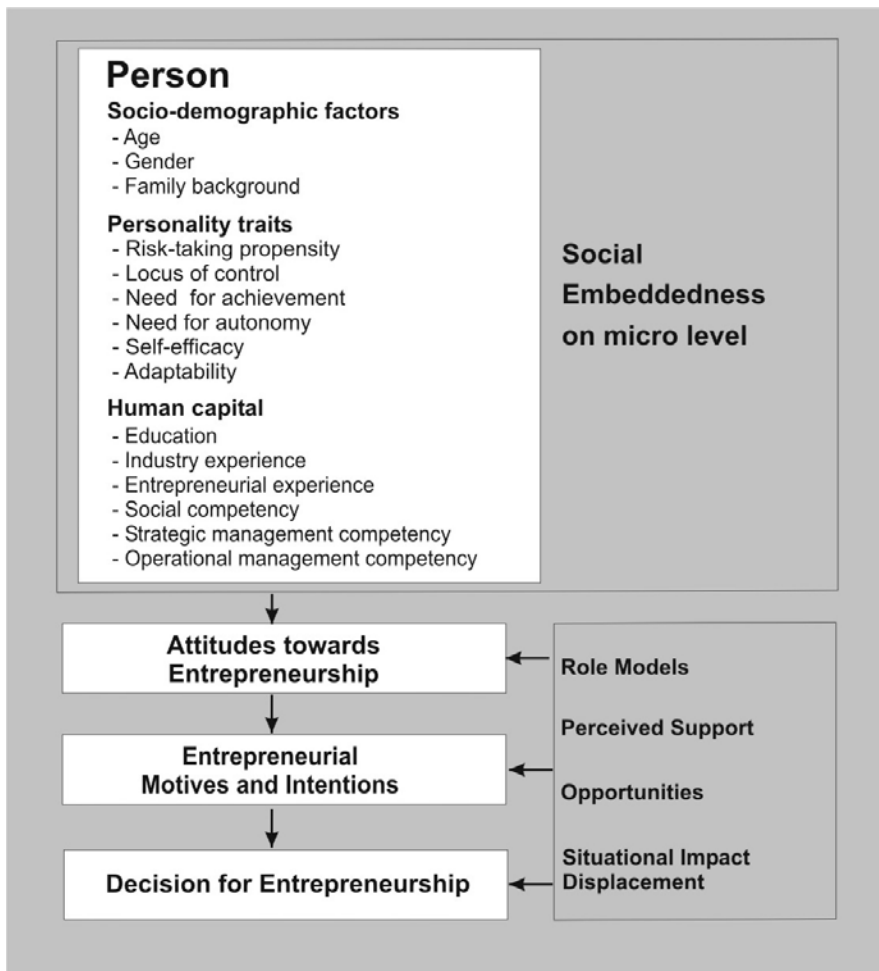 Person
Socio-demographic factors
- Age
- Gender
- Family background
Personality traits
- Risk-taking propensity
- Locus of control
- Need for achievement
- Need for autonomy
- Self-efficacy
- Adaptability
Human capital
- Education
- Industry experience
- Entrepreneurial experience
- Social competency
- Strategic management competency
- Operational management competency
Social
Embeddedness
on micro level
Attitudes towards
Entrepreneurship
Entrepreneurial
Motives and Intentions
Decision for Entrepreneurship
Role Models
Perceived Support
Opportunities
Situational Impact
Displacement